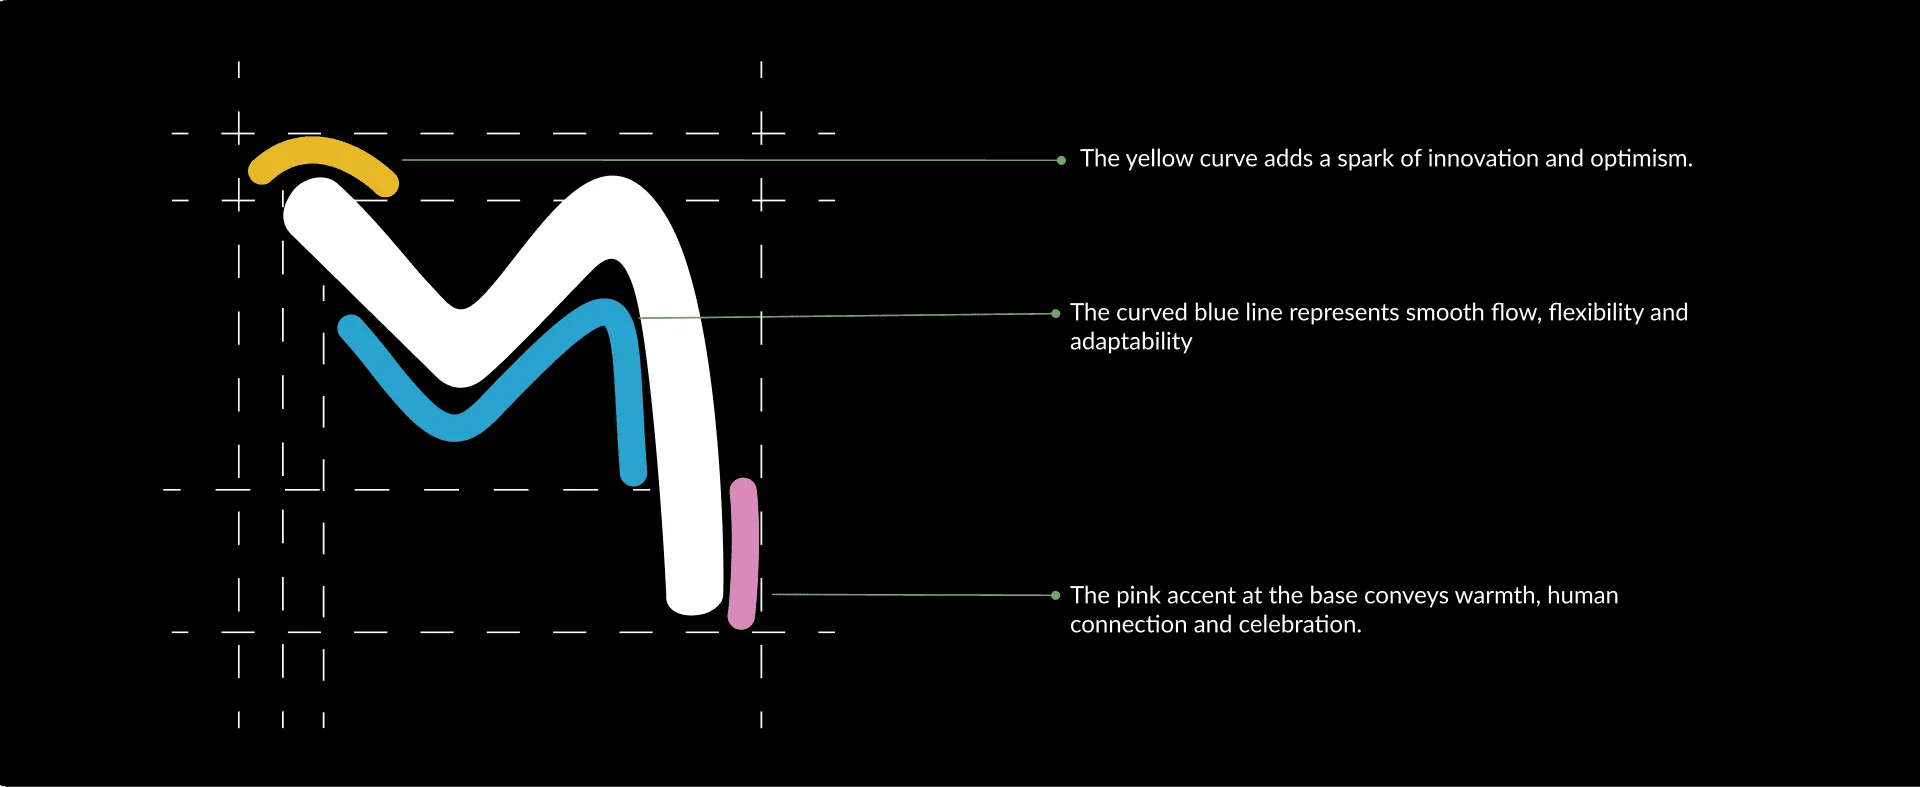 The yellow curve adds a spark of innovation and optimism.
The curved blue line represents smooth flow, flexibility and
adaptability
The pink accent at the base conveys warmth, human
connection and celebration.